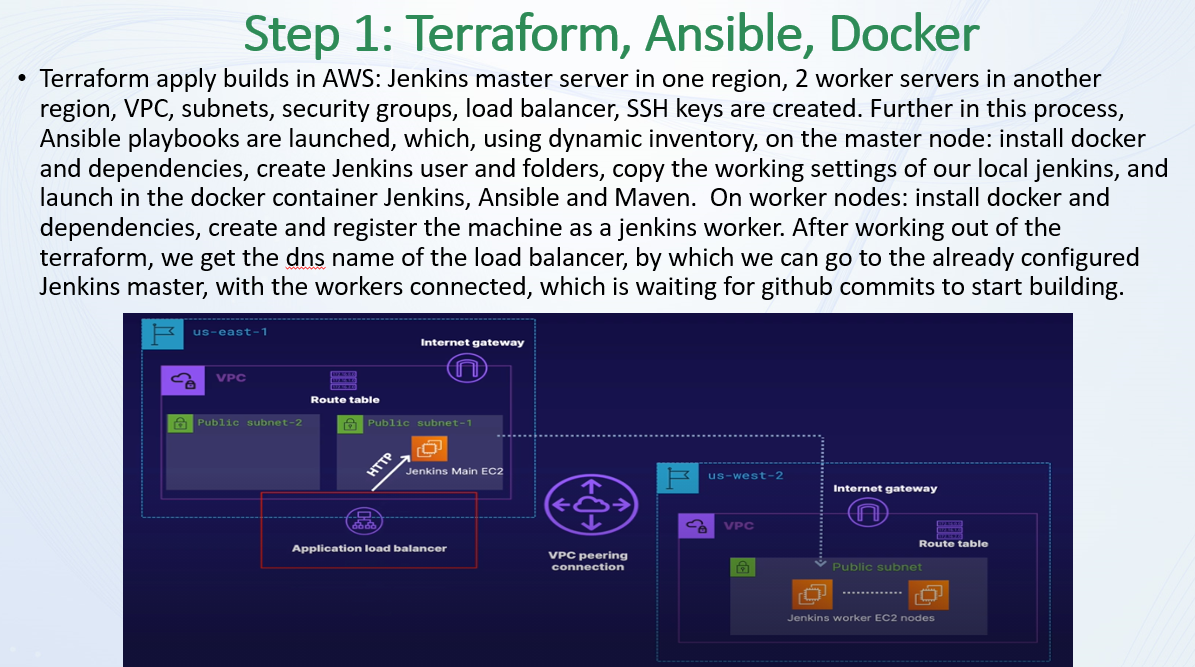 Step 1: Terraform, Ansible, Docker
• Terraform apply builds in AWS: Jenkins master server in one region, 2 worker servers in another
region, VPC, subnets, security groups, load balancer, SSH keys are created. Further in this process,
Ansible playbooks are launched, which, using dynamic inventory, on the master node: install docker
and dependencies, create Jenkins user and folders, copy the working settings of our local jenkins, and
launch in the docker container Jenkins, Ansible and Maven.  On worker nodes: install docker and
dependencies, create and register the machine as a jenkins worker. After working out of the
terraform, we get the dns name of the load balancer, by which we can go to the already configured
Jenkins master, with the workers connected, which is waiting for github commits to start building.
us-east-1
Internet gateway
VPC
Route table
Public subnet-2
Public subnet-1
HTTP
Jenkins Main EC2
Application load balancer
VPC peering
connection
us-west-2
Internet gateway
VPC
Route table
Public subnet
Jenkins worker EC2 nodes